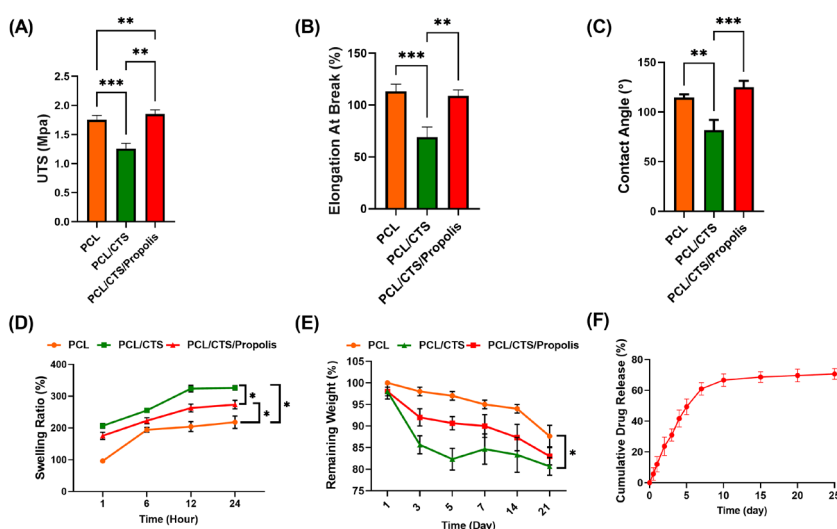 (A)
**
***
**
UTS (Mpa)
2.5
2.0
1.5
1.0
0.5
0.0
PCL
PCL/CTS
PCL/CTS/Propolis
(B)
**
***
Elongation At Break (%)
150
100
50
0
PCL
PCL/CTS
PCL/CTS/Propolis
(C)
***
**
Contact Angle (°)
150
100
50
0
PCL
PCL/CTS
PCL/CTS/Propolis
(D)
PCL PCL/CTS PCL/CTS/Propolis
Swelling Ratio (%)
400
300
200
100
0
*
*
*
1 6 12 24
Time (Hour)
(E)
PCL PCL/CTS PCL/CTS/Propolis
Remaining Weight (%)
105
100
95
90
85
80
75
*
1 3 5 7 14 21
Time (Day)
(F)
Cumulative Drug Release (%)
80
60
40
20
0
0 5 10 15 20 25
Time (day)